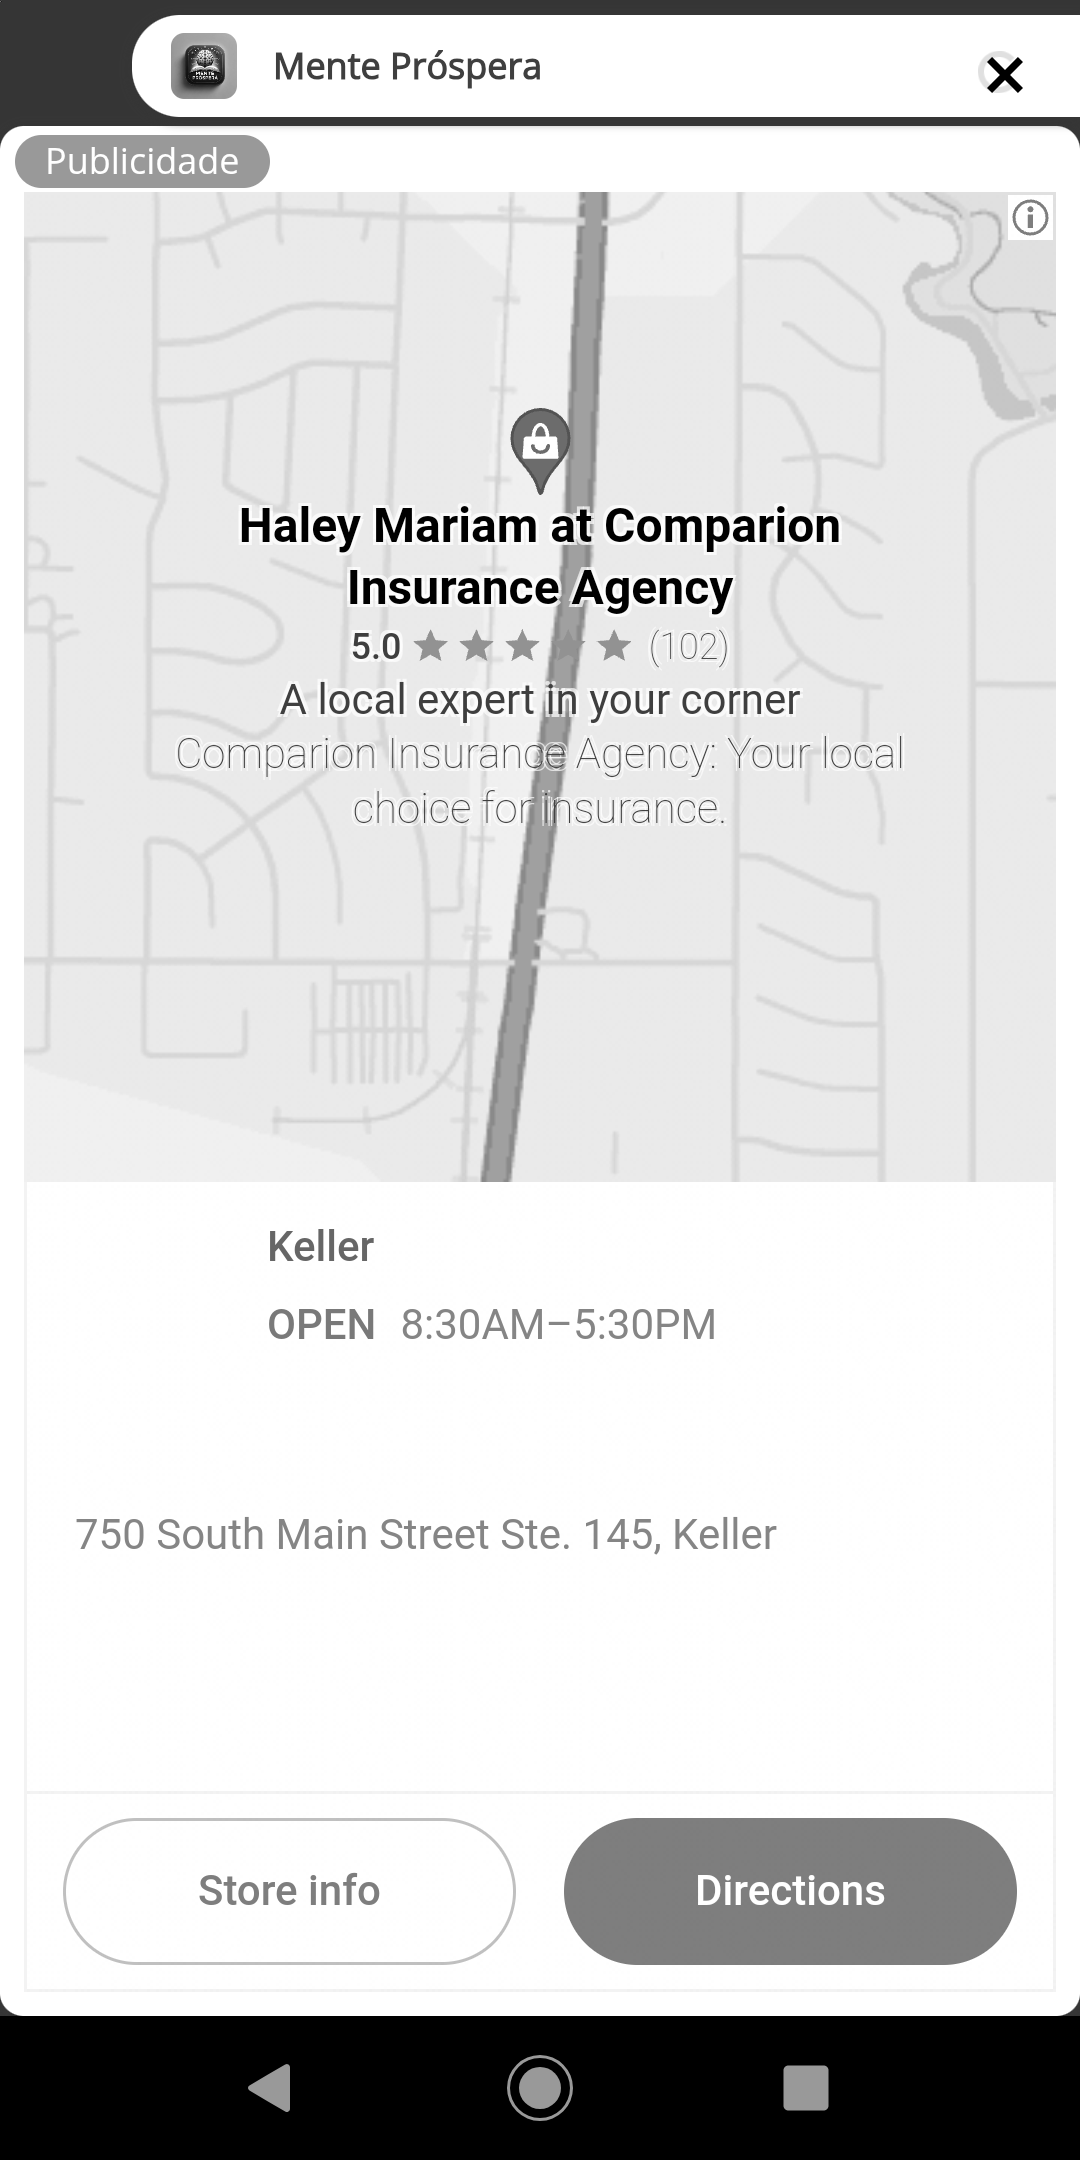 MENTE
PRÓSPERA
Mente Próspera
Publicidade
Haley Mariam at Comparion
Insurance Agency
5.0 ★ ★ ★ ★ ★ (102)
A local expert in your corner
Comparion Insurance Agency: Your local
choice for insurance.
Keller
OPEN 8:30AM–5:30PM
750 South Main Street Ste. 145, Keller
Store info
Directions